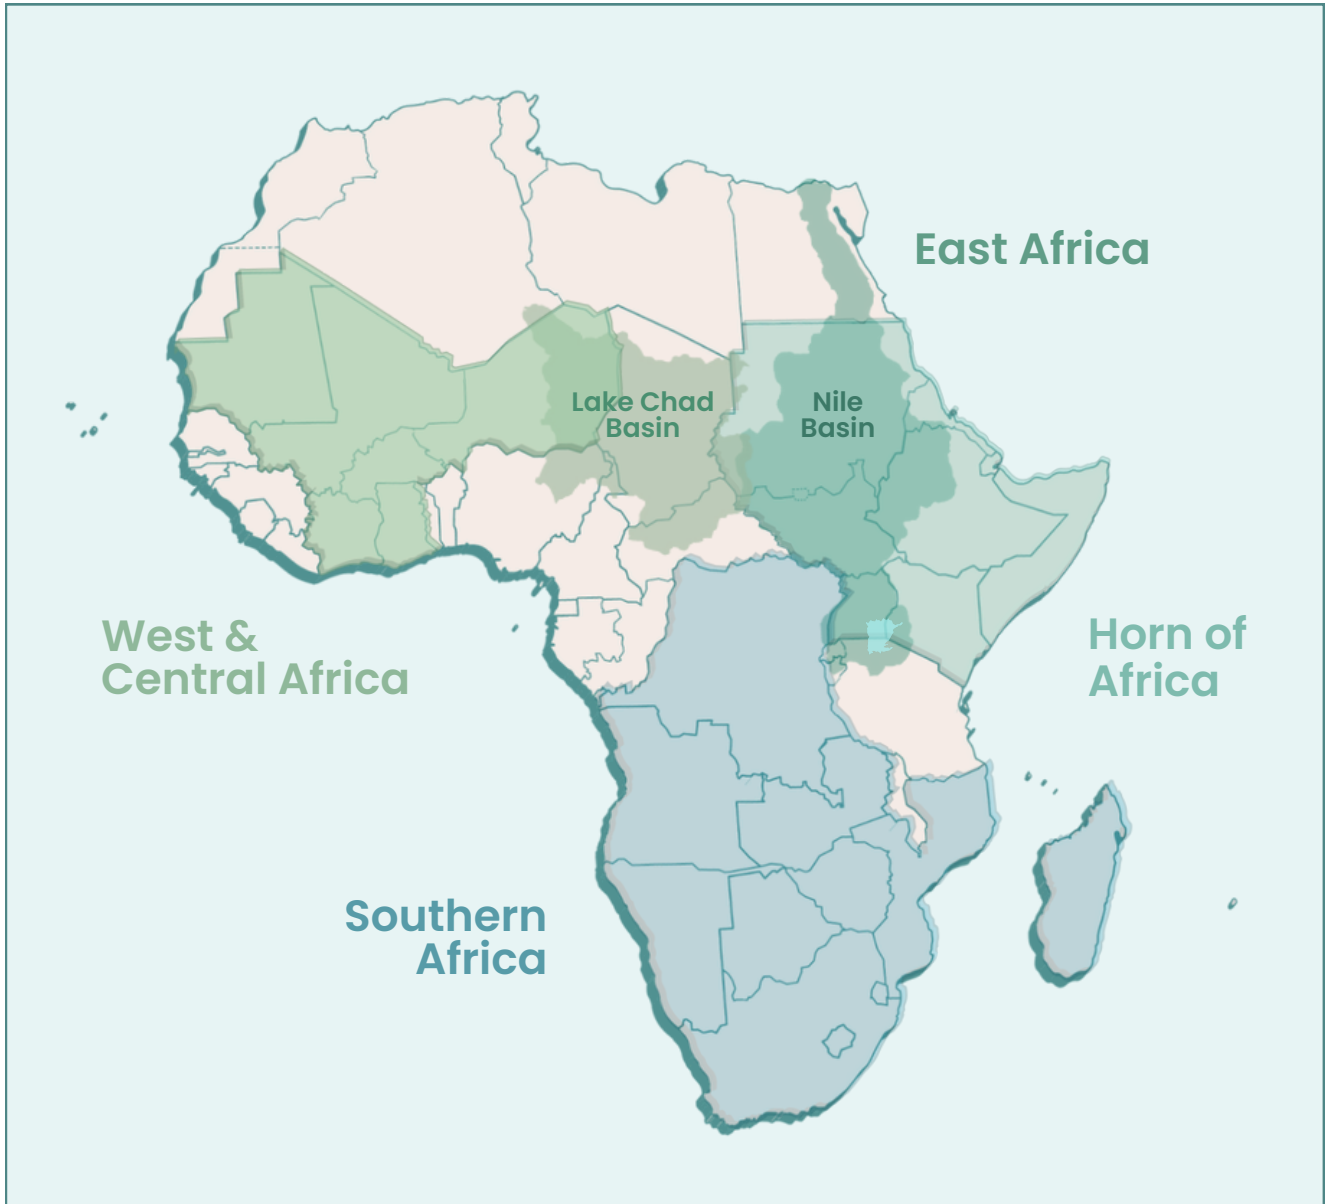 East Africa
Lake Chad
Basin
Nile
Basin
West &
Central Africa
Horn of
Africa
Southern
Africa